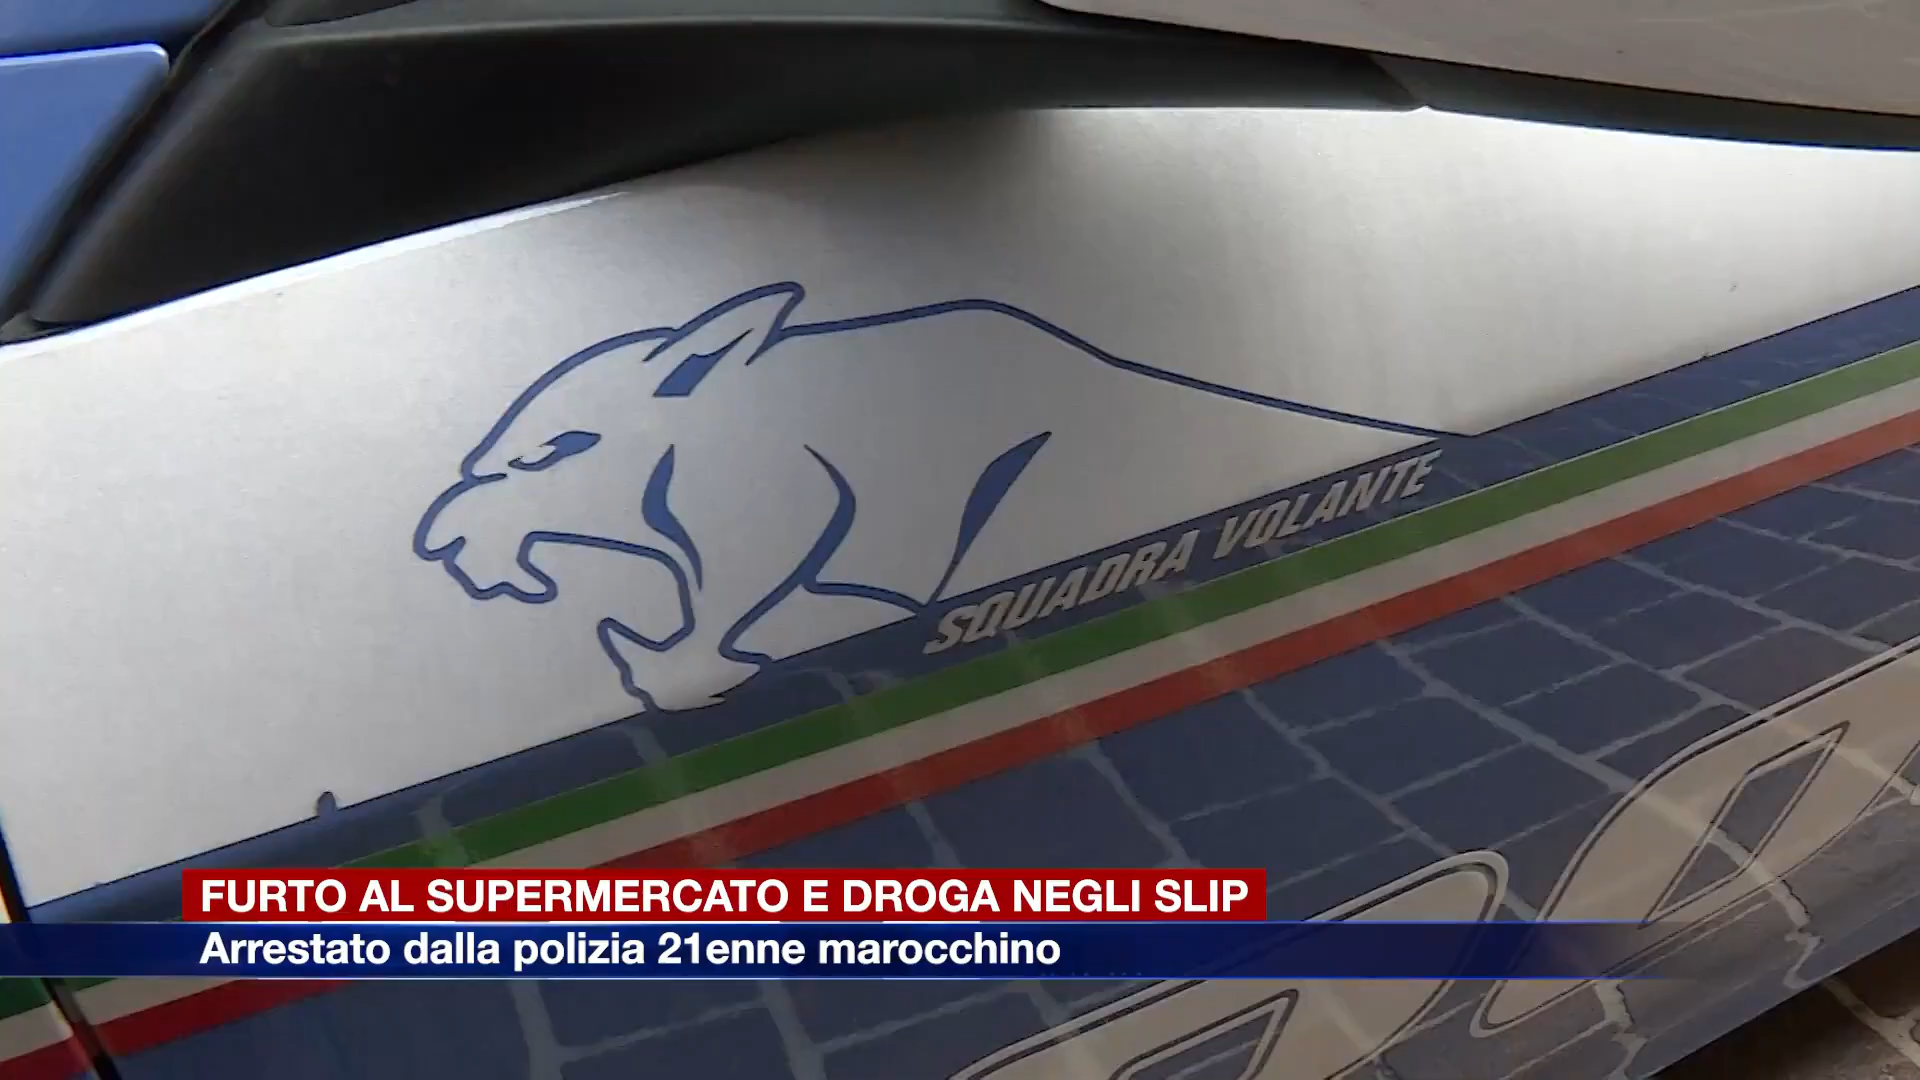 SQUADRA VOLANTE
FURTO AL SUPERMERCATO E DROGA NEGLI SLIP
Arrestato dalla polizia 21enne marocchino